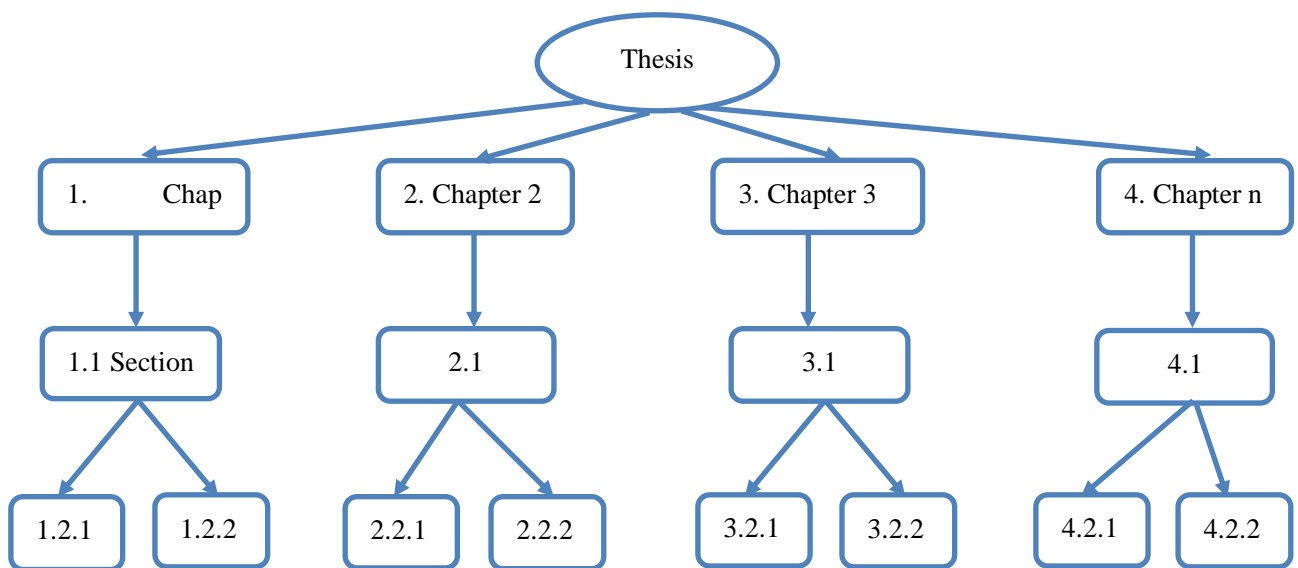 Thesis
1. Chap
2. Chapter 2
3. Chapter 3
4. Chapter n
1.1 Section
2.1
3.1
4.1
1.2.1
1.2.2
2.2.1
2.2.2
3.2.1
3.2.2
4.2.1
4.2.2